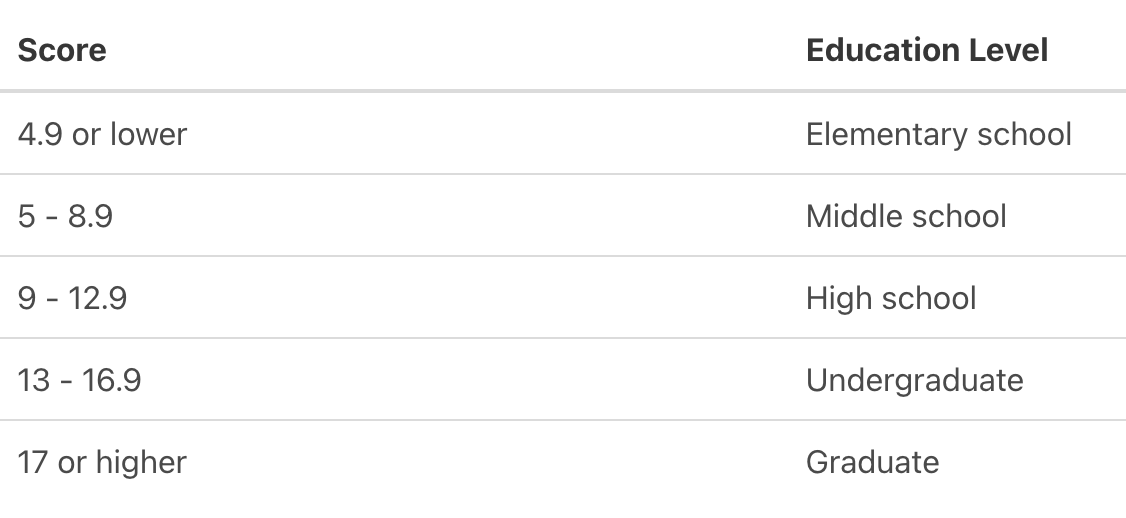 Score Education Level
4.9 or lower Elementary school
5 - 8.9 Middle school
9 - 12.9 High school
13 - 16.9 Undergraduate
17 or higher Graduate